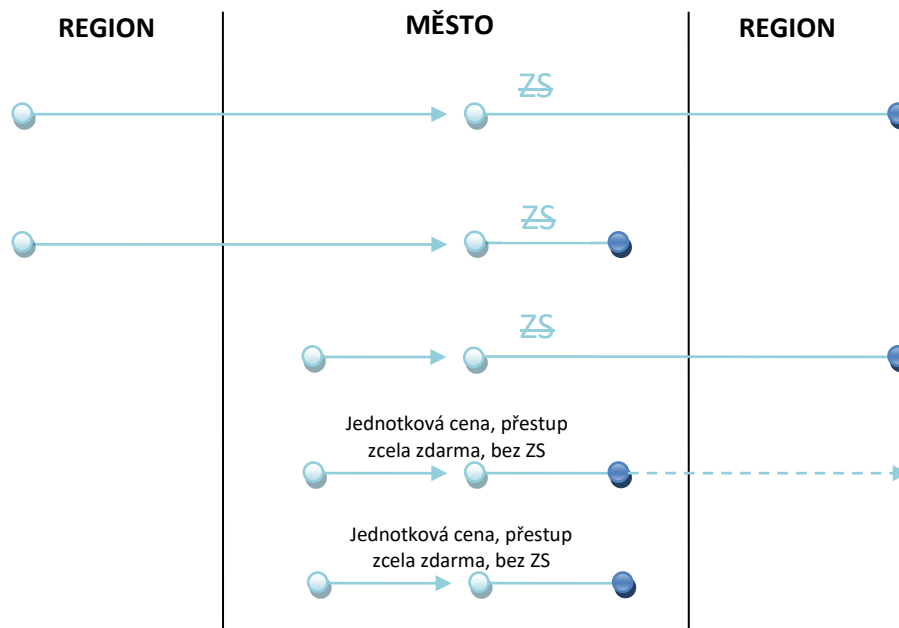 REGION
MĚSTO
REGION
ZS
ZS
ZS
Jednotková cena, přestup
zcela zdarma, bez ZS
Jednotková cena, přestup
zcela zdarma, bez ZS